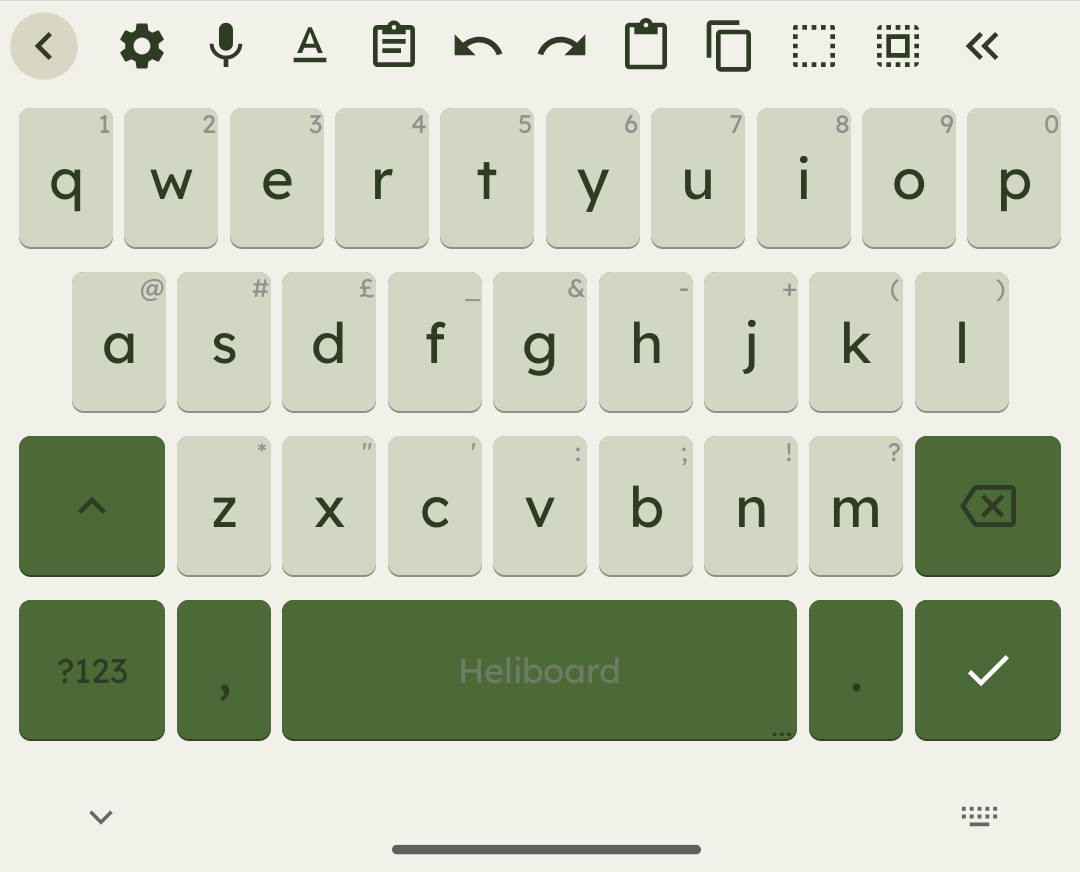 A
1 2 3 4 5 6 7 8 9 0
q w e r t y u i o p
@ # £ _ & - + ( )
a s d f g h j k l
* " ' : ; ! ?
z x c v b n m
?123 , Heliboard . 
...